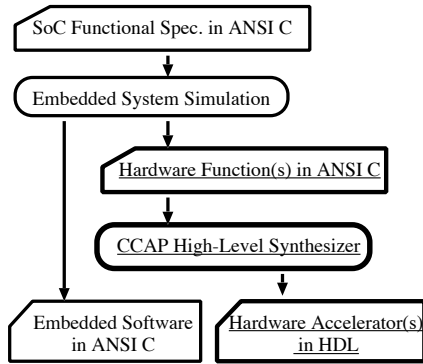 SoC Functional Spec. in ANSI C
Embedded System Simulation
Hardware Function(s) in ANSI C
CCAP High-Level Synthesizer
Embedded Software
in ANSI C
Hardware Accelerator(s)
in HDL